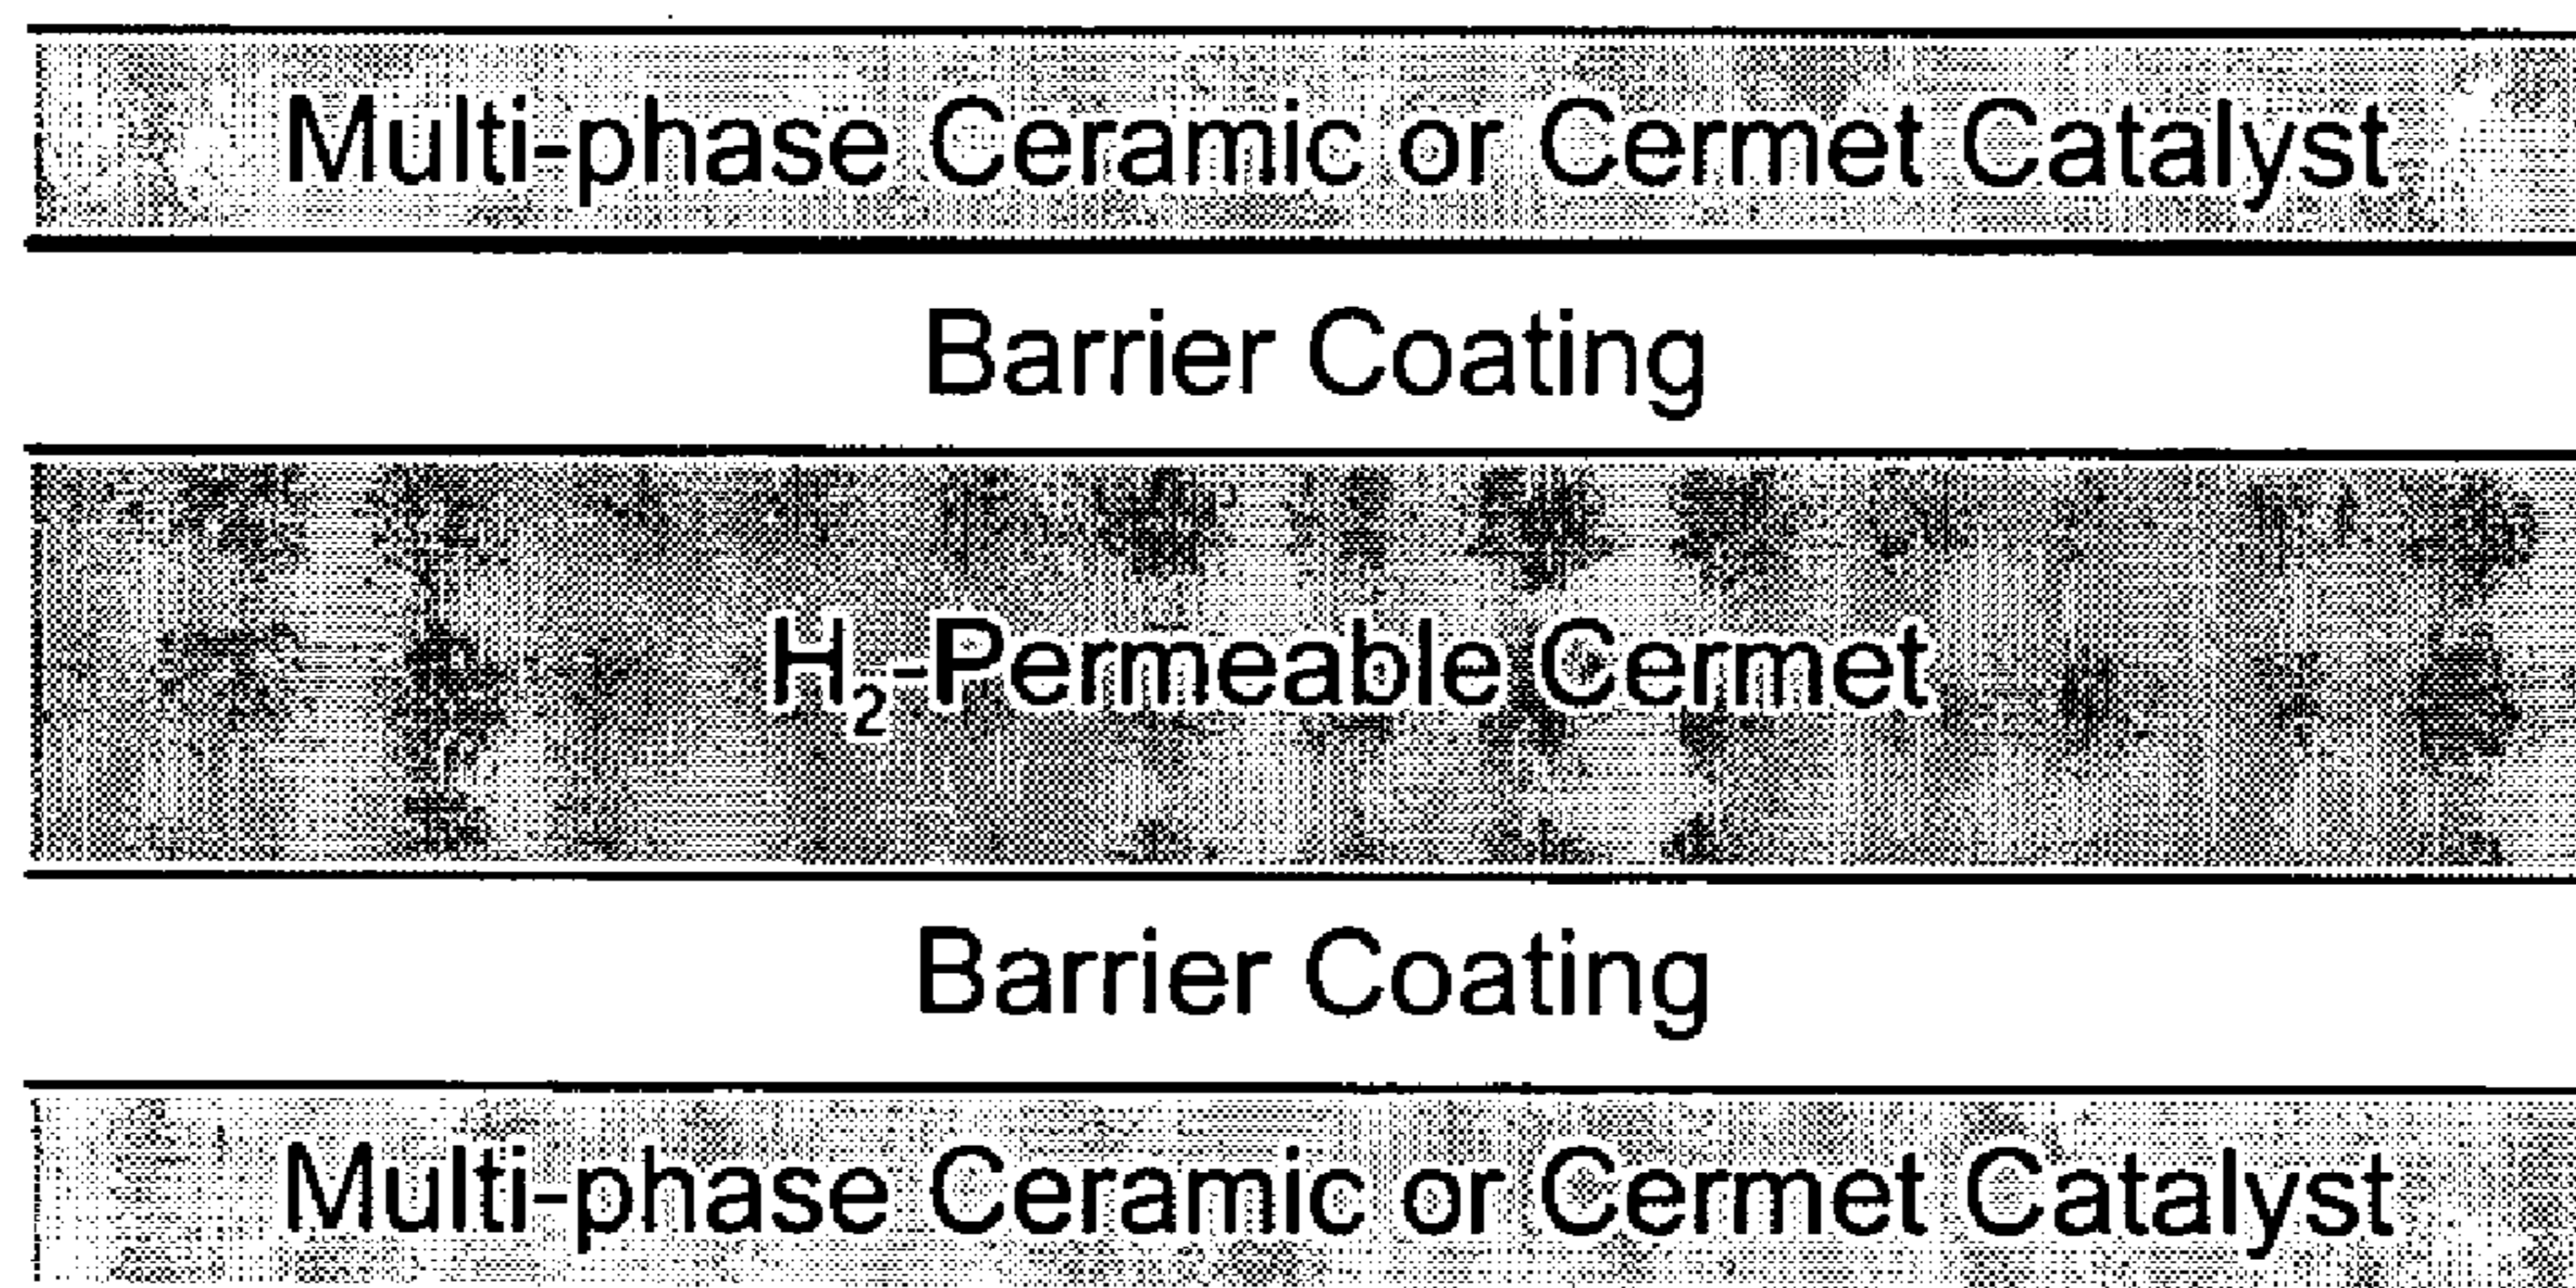 Multi-phase Ceramic or Cermet Catalyst
Barrier Coating
H₂-Permeable Cermet
Barrier Coating
Multi-phase Ceramic or Cermet Catalyst